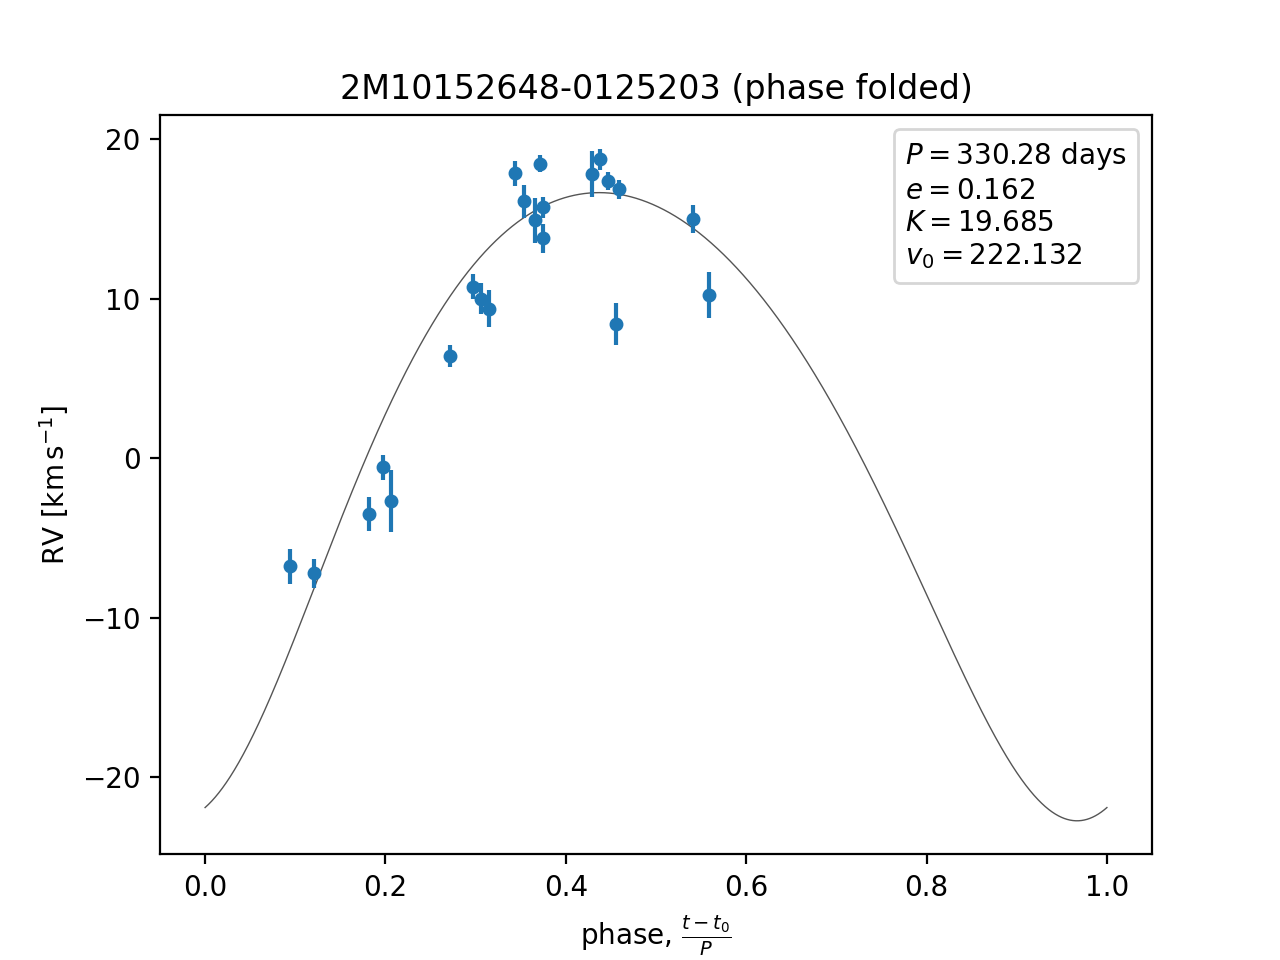 2M10152648-0125203 (phase folded)
P = 330.28 days
e = 0.162
K = 19.685
v₀ = 222.132
20
10
0
−10
−20
RV [km s⁻¹]
0.0 0.2 0.4 0.6 0.8 1.0
phase, (t − t₀)/P